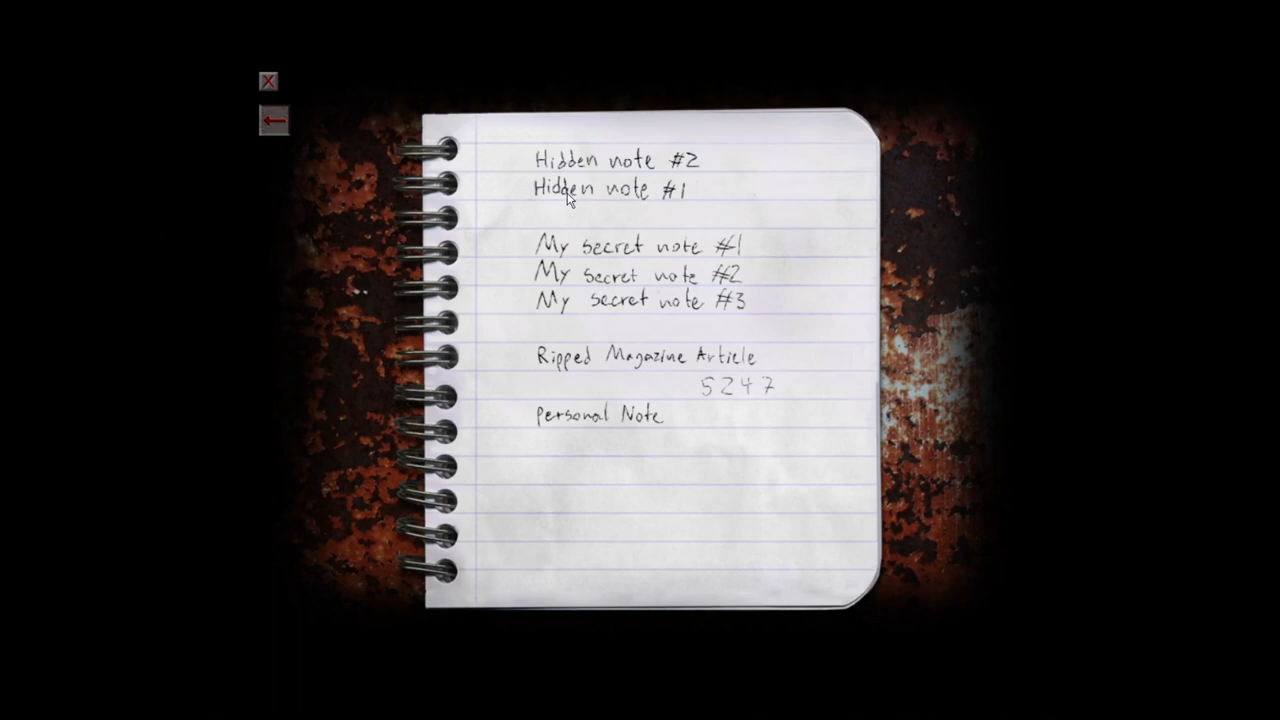 Hidden note #2
Hidden note #1
My secret note #1
My secret note #2
My secret note #3
Ripped Magazine Article
5247
Personal Note